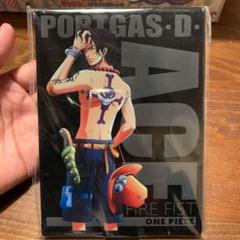 PORTGAS·D·
ACE
FIRE FIST
ONE PIECE